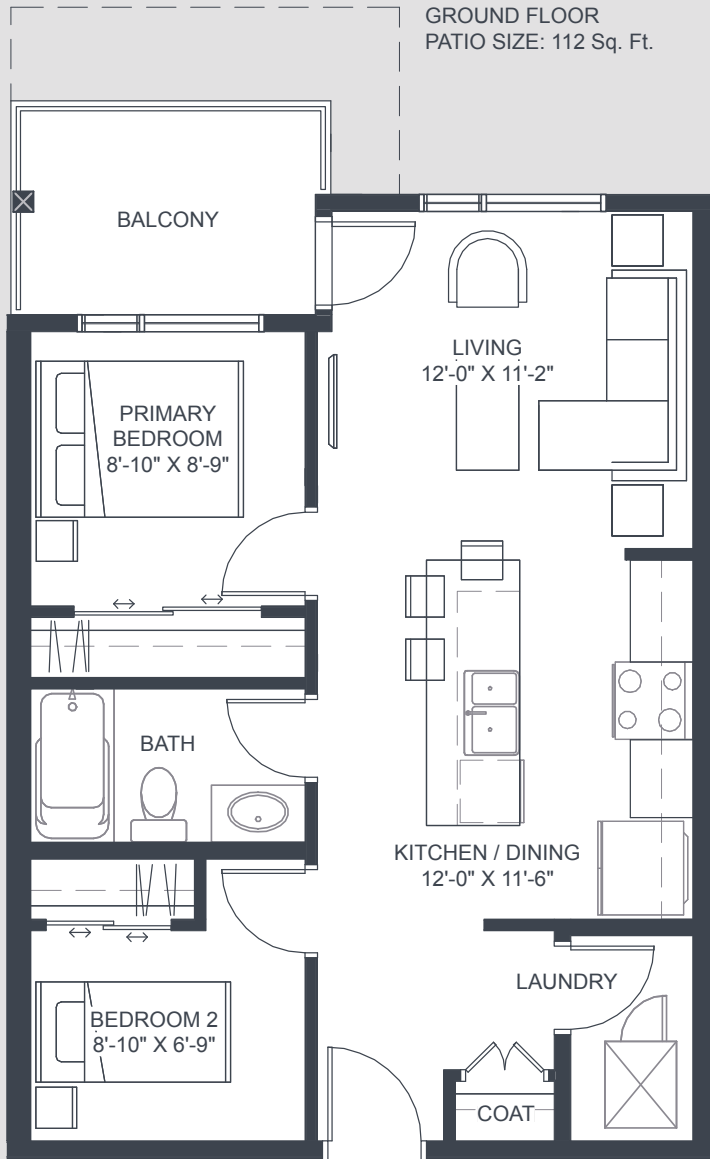 GROUND FLOOR
PATIO SIZE: 112 Sq. Ft.
BALCONY
LIVING
12'-0" X 11'-2"
PRIMARY
BEDROOM
8'-10" X 8'-9"
BATH
KITCHEN / DINING
12'-0" X 11'-6"
LAUNDRY
BEDROOM 2
8'-10" X 6'-9"
COAT